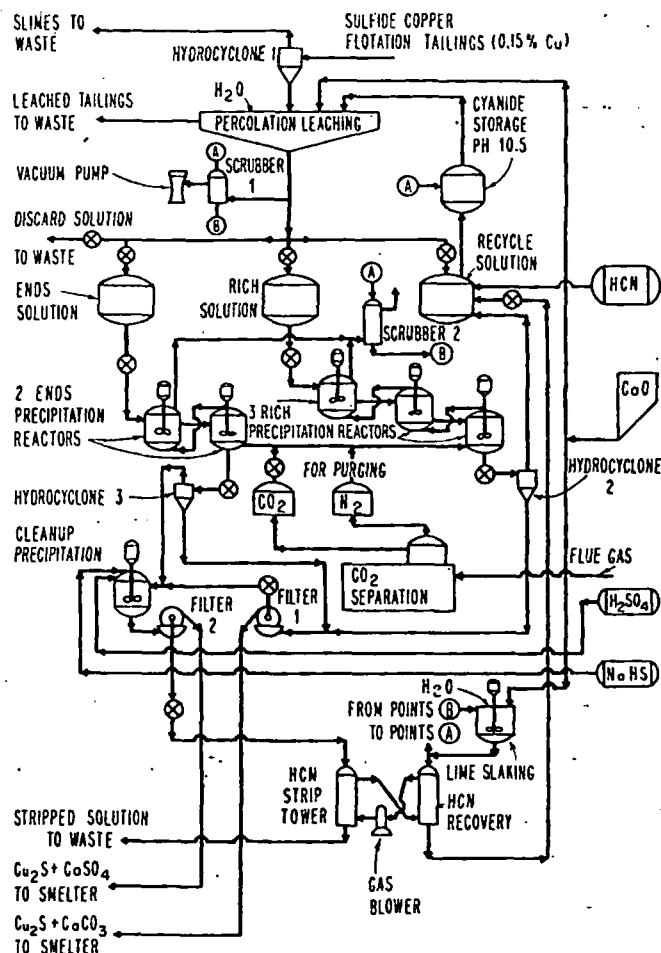 SLINES TO
WASTE
HYDROCYCLONE 1
SULFIDE COPPER
FLOTATION TAILINGS (0.15% Cu)
H2O
LEACHED TAILINGS
TO WASTE
PERCOLATION LEACHING
CYANIDE
STORAGE
PH 10.5
A
SCRUBBER
1
VACUUM PUMP
A
B
DISCARD SOLUTION
TO WASTE
RECYCLE
SOLUTION
ENDS
SOLUTION
RICH
SOLUTION
A
HCN
SCRUBBER 2
B
CaO
2 ENDS
PRECIPITATION
REACTORS
3 RICH
PRECIPITATION REACTORS
FOR PURGING
HYDROCYCLONE
2
HYDROCYCLONE 3
CO2
N2
CLEANUP
PRECIPITATION
FLUE GAS
CO2
SEPARATION
FILTER
2
FILTER
1
H2SO4
NaHS
H2O
FROM POINTS B
TO POINTS A
LIME SLAKING
HCN
STRIP
TOWER
HCN
RECOVERY
STRIPPED SOLUTION
TO WASTE
GAS
BLOWER
Cu2S+CaSO4
TO SMELTER
Cu2S+CaCO3
TO SMELTER